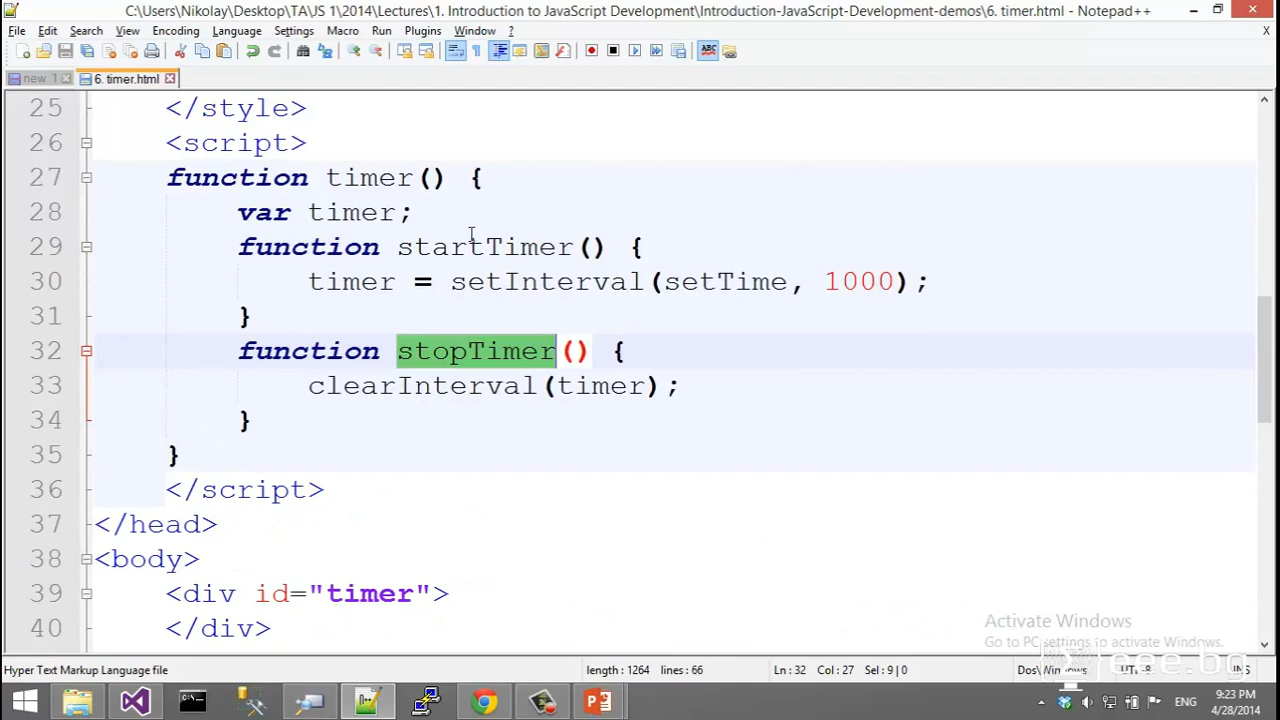 C:\Users\Nikolay\Desktop\TA\JS 1\2014\Lectures\1. Introduction to JavaScript Development\Introduction-JavaScript-Development-demos\6. timer.html - Notepad++
File Edit Search View Encoding Language Settings Macro Run Plugins Window ? X
new 1 6. timer.html
25 </style>
26 <script>
27 function timer() {
28 var timer;
29 function startTimer() {
30 timer = setInterval(setTime, 1000);
31 }
32 function stopTimer() {
33 clearInterval(timer);
34 }
35 }
36 </script>
37 </head>
38 <body>
39 <div id="timer">
40 </div>
Activate Windows
Go to PC settings to activate Windows.
Hyper Text Markup Language file length : 1264 lines : 66 Ln : 32 Col : 27 Sel : 9 | 0 Dos\Windows UTF-8 INS
ENG 9:23 PM
4/28/2014